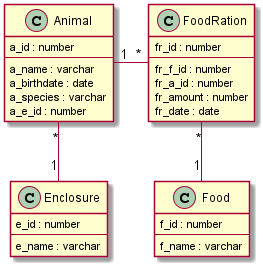 C Animal
a_id : number
a_name : varchar
a_birthdate : date
a_species : varchar
a_e_id : number
1 *
C FoodRation
fr_id : number
fr_f_id : number
fr_a_id : number
fr_amount : number
fr_date : date
*
1
*
1
C Enclosure
e_id : number
e_name : varchar
C Food
f_id : number
f_name : varchar